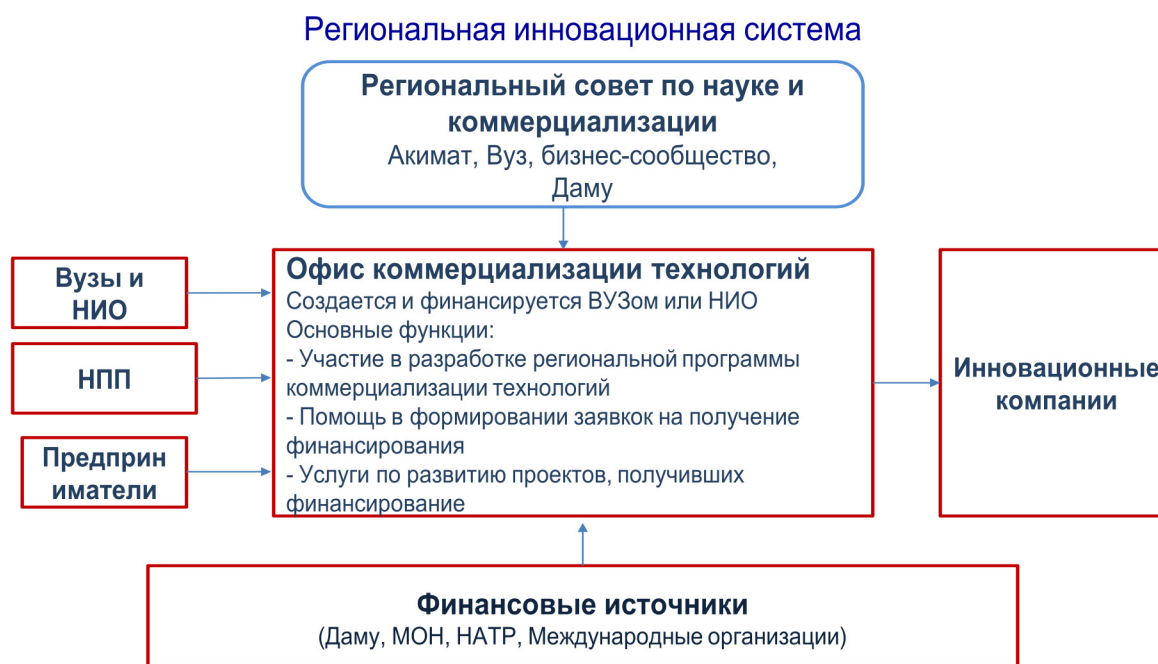 Региональная инновационная система
Региональный совет по науке и
коммерциализации
Акимат, Вуз, бизнес-сообщество,
Даму
Вузы и
НИО
НПП
Предприн
иматели
Офис коммерциализации технологий
Создается и финансируется ВУЗом или НИО
Основные функции:
- Участие в разработке региональной программы
коммерциализации технологий
- Помощь в формировании заявкок на получение
финансирования
- Услуги по развитию проектов, получивших
финансирование
Инновационные
компании
Финансовые источники
(Даму, МОН, НАТР, Международные организации)